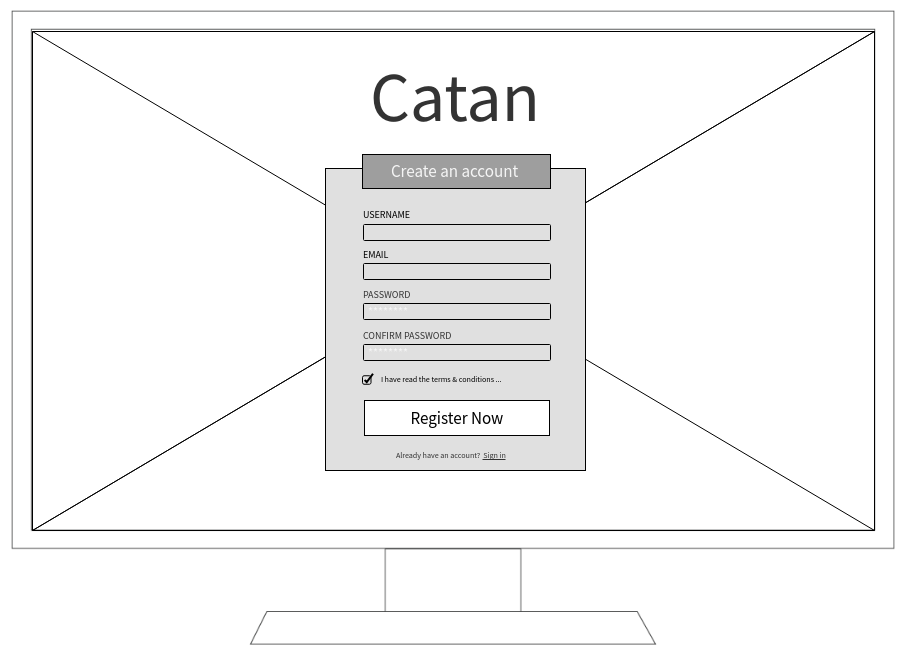 Catan
Create an account
USERNAME
EMAIL
PASSWORD
********
CONFIRM PASSWORD
********
I have read the terms & conditions ...
Register Now
Already have an account? Sign in